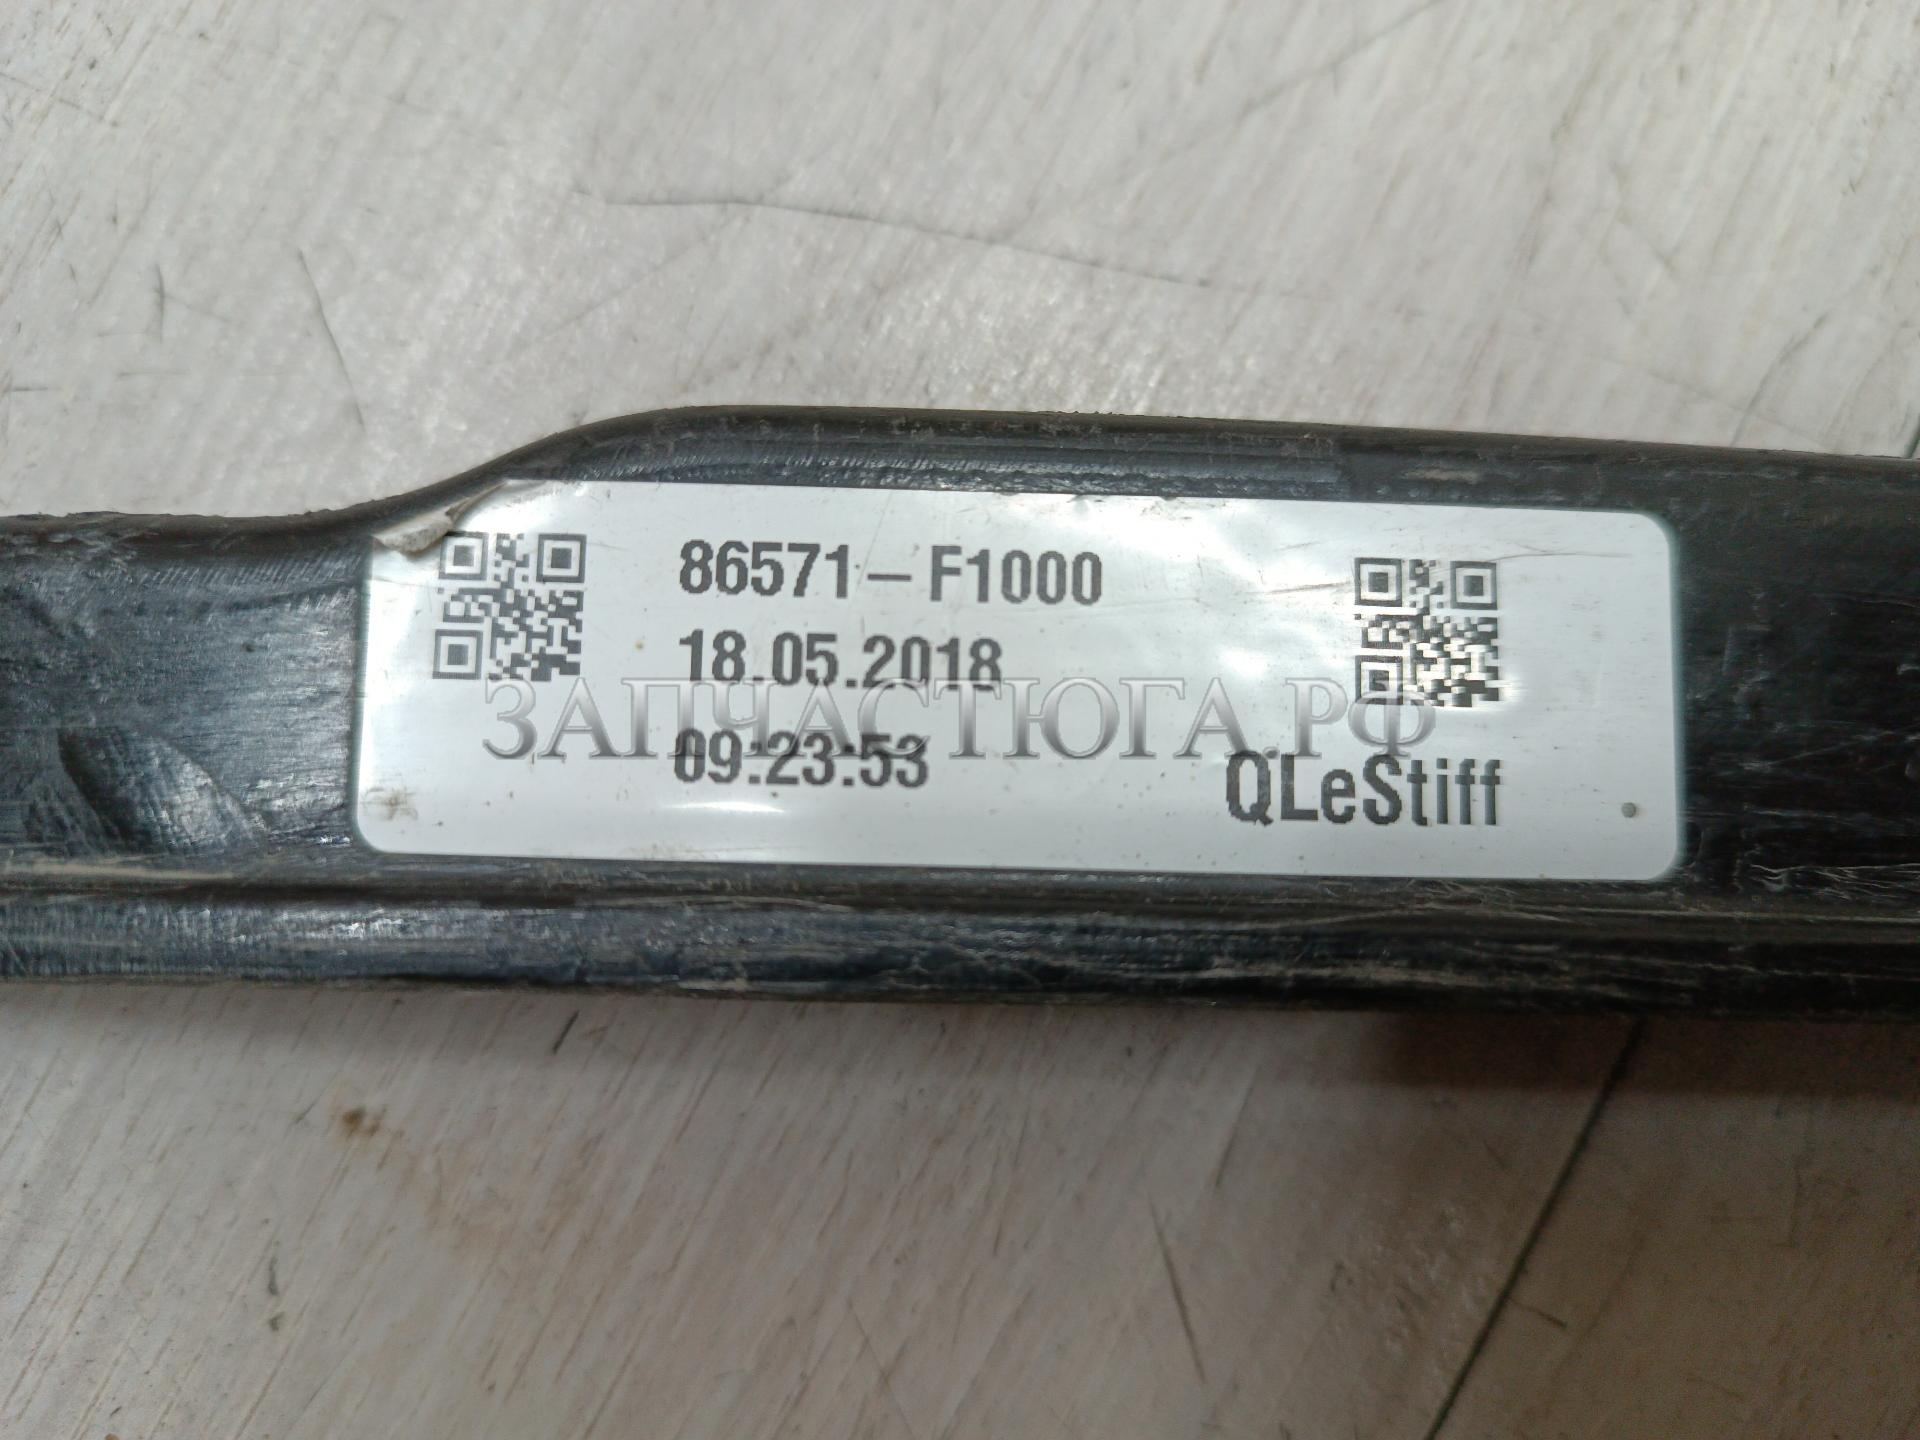 86571-F1000
18.05.2018
ЗАПЧАСТЮГА.РФ
09:23:53
QLeStiff